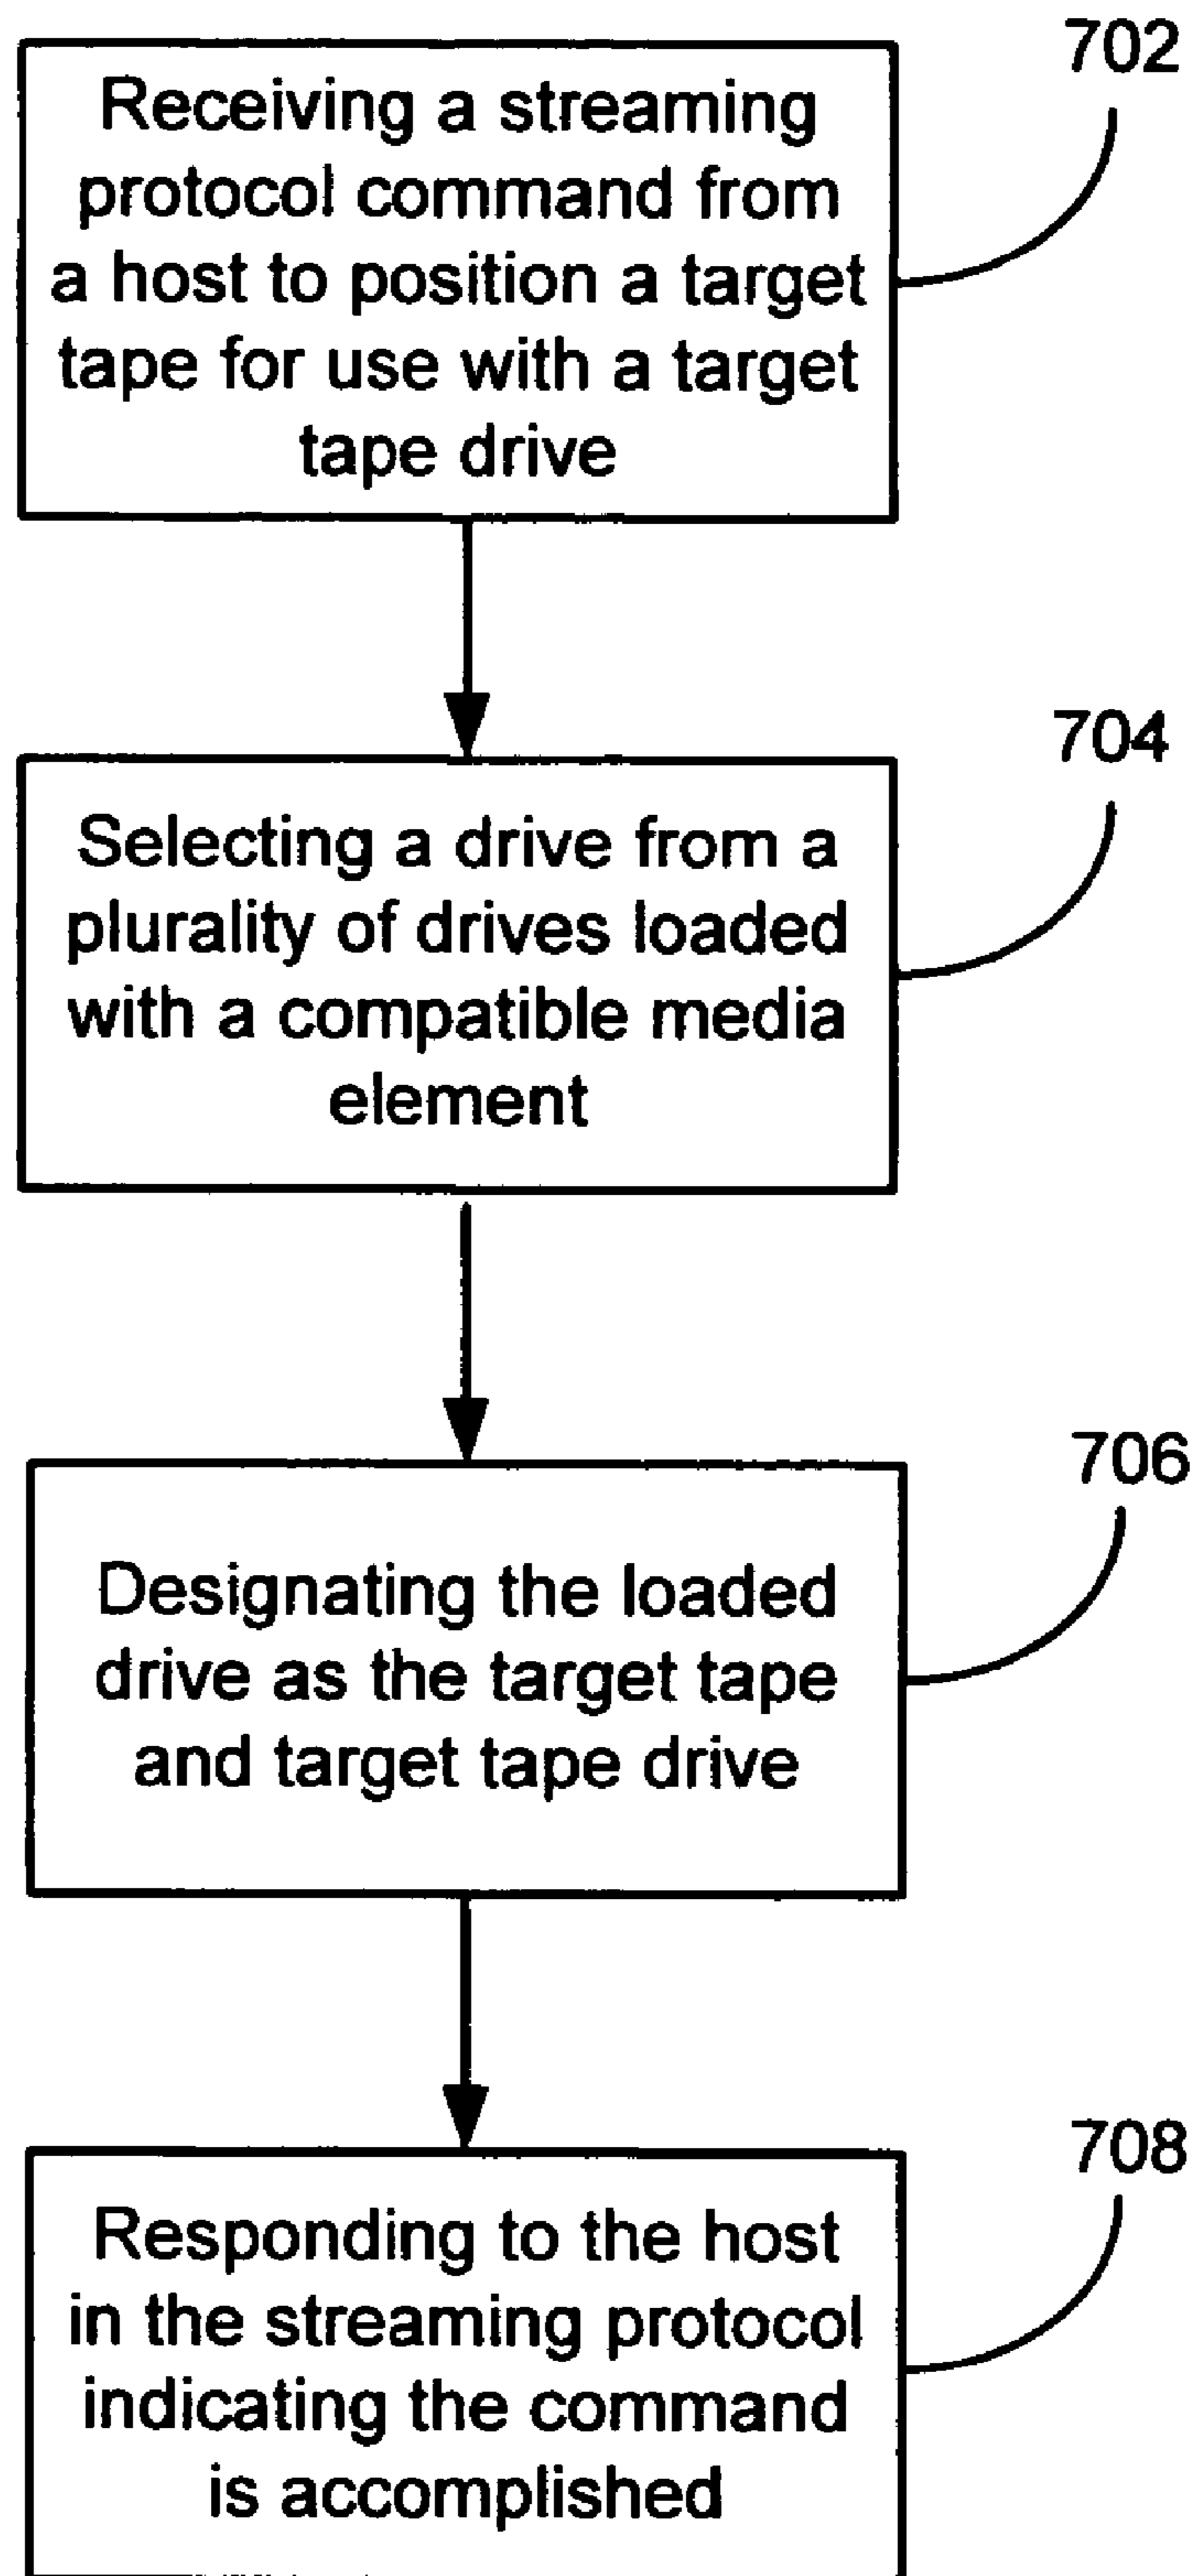 702
Receiving a streaming
protocol command from
a host to position a target
tape for use with a target
tape drive
704
Selecting a drive from a
plurality of drives loaded
with a compatible media
element
706
Designating the loaded
drive as the target tape
and target tape drive
708
Responding to the host
in the streaming protocol
indicating the command
is accomplished